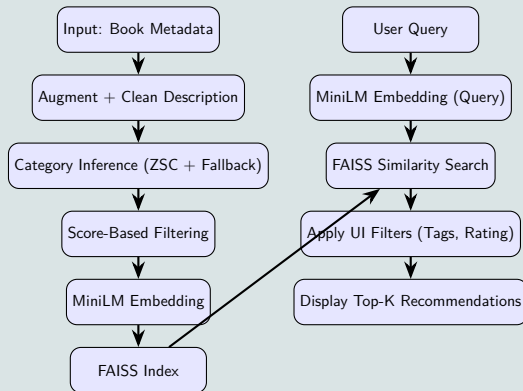 Input: Book Metadata
Augment + Clean Description
Category Inference (ZSC + Fallback)
Score-Based Filtering
MiniLM Embedding
FAISS Index
User Query
MiniLM Embedding (Query)
FAISS Similarity Search
Apply UI Filters (Tags, Rating)
Display Top-K Recommendations